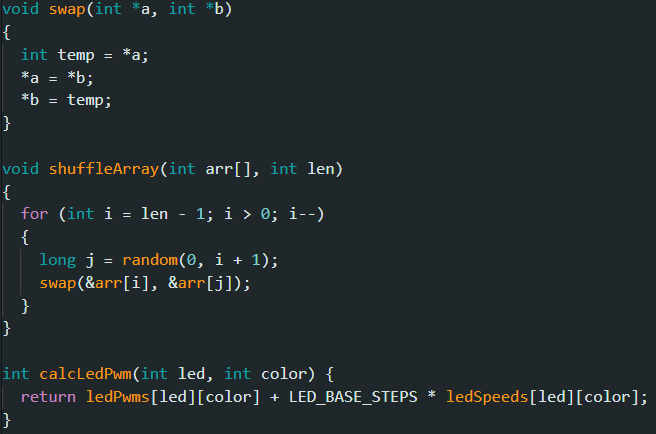 void swap(int *a, int *b)
{
  int temp = *a;
  *a = *b;
  *b = temp;
}

void shuffleArray(int arr[], int len)
{
  for (int i = len - 1; i > 0; i--)
  {
    long j = random(0, i + 1);
    swap(&arr[i], &arr[j]);
  }
}

int calcLedPwm(int led, int color) {
  return ledPwms[led][color] + LED_BASE_STEPS * ledSpeeds[led][color];
}